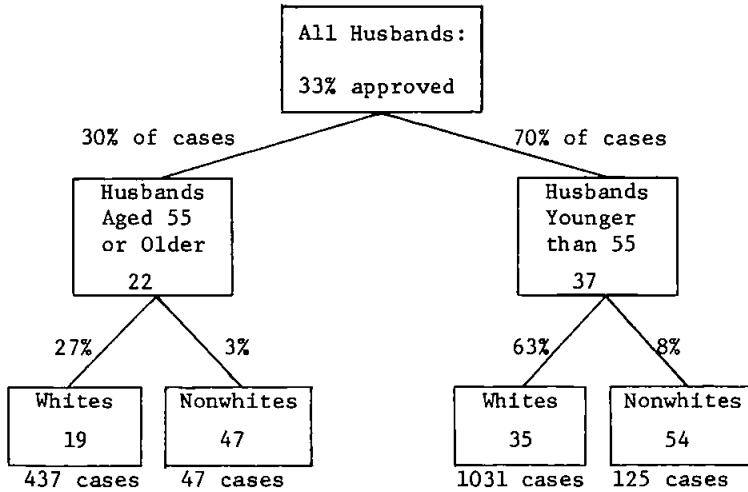 All Husbands:
33% approved
30% of cases
70% of cases
Husbands
Aged 55
or Older
22
Husbands
Younger
than 55
37
27%
3%
63%
8%
Whites
19
437 cases
Nonwhites
47
47 cases
Whites
35
1031 cases
Nonwhites
54
125 cases